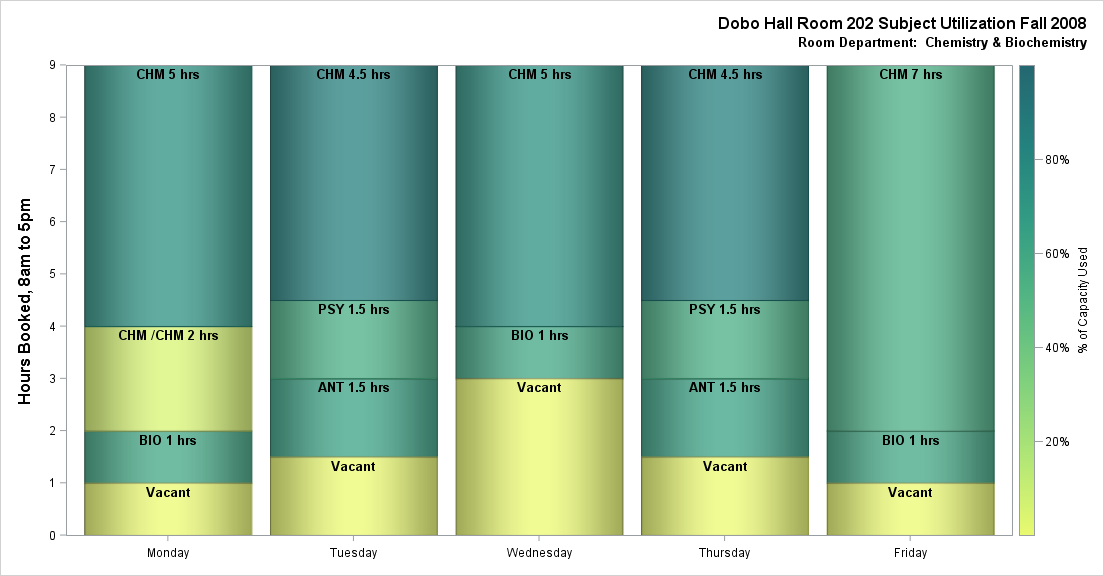 Dobo Hall Room 202 Subject Utilization Fall 2008
Room Department:  Chemistry & Biochemistry
Hours Booked, 8am to 5pm
9
8
7
6
5
4
3
2
1
0
CHM 5 hrs
CHM /CHM 2 hrs
BIO 1 hrs
Vacant
Monday
CHM 4.5 hrs
PSY 1.5 hrs
ANT 1.5 hrs
Vacant
Tuesday
CHM 5 hrs
BIO 1 hrs
Vacant
Wednesday
CHM 4.5 hrs
PSY 1.5 hrs
ANT 1.5 hrs
Vacant
Thursday
CHM 7 hrs
BIO 1 hrs
Vacant
Friday
80%
60%
40%
20%
% of Capacity Used